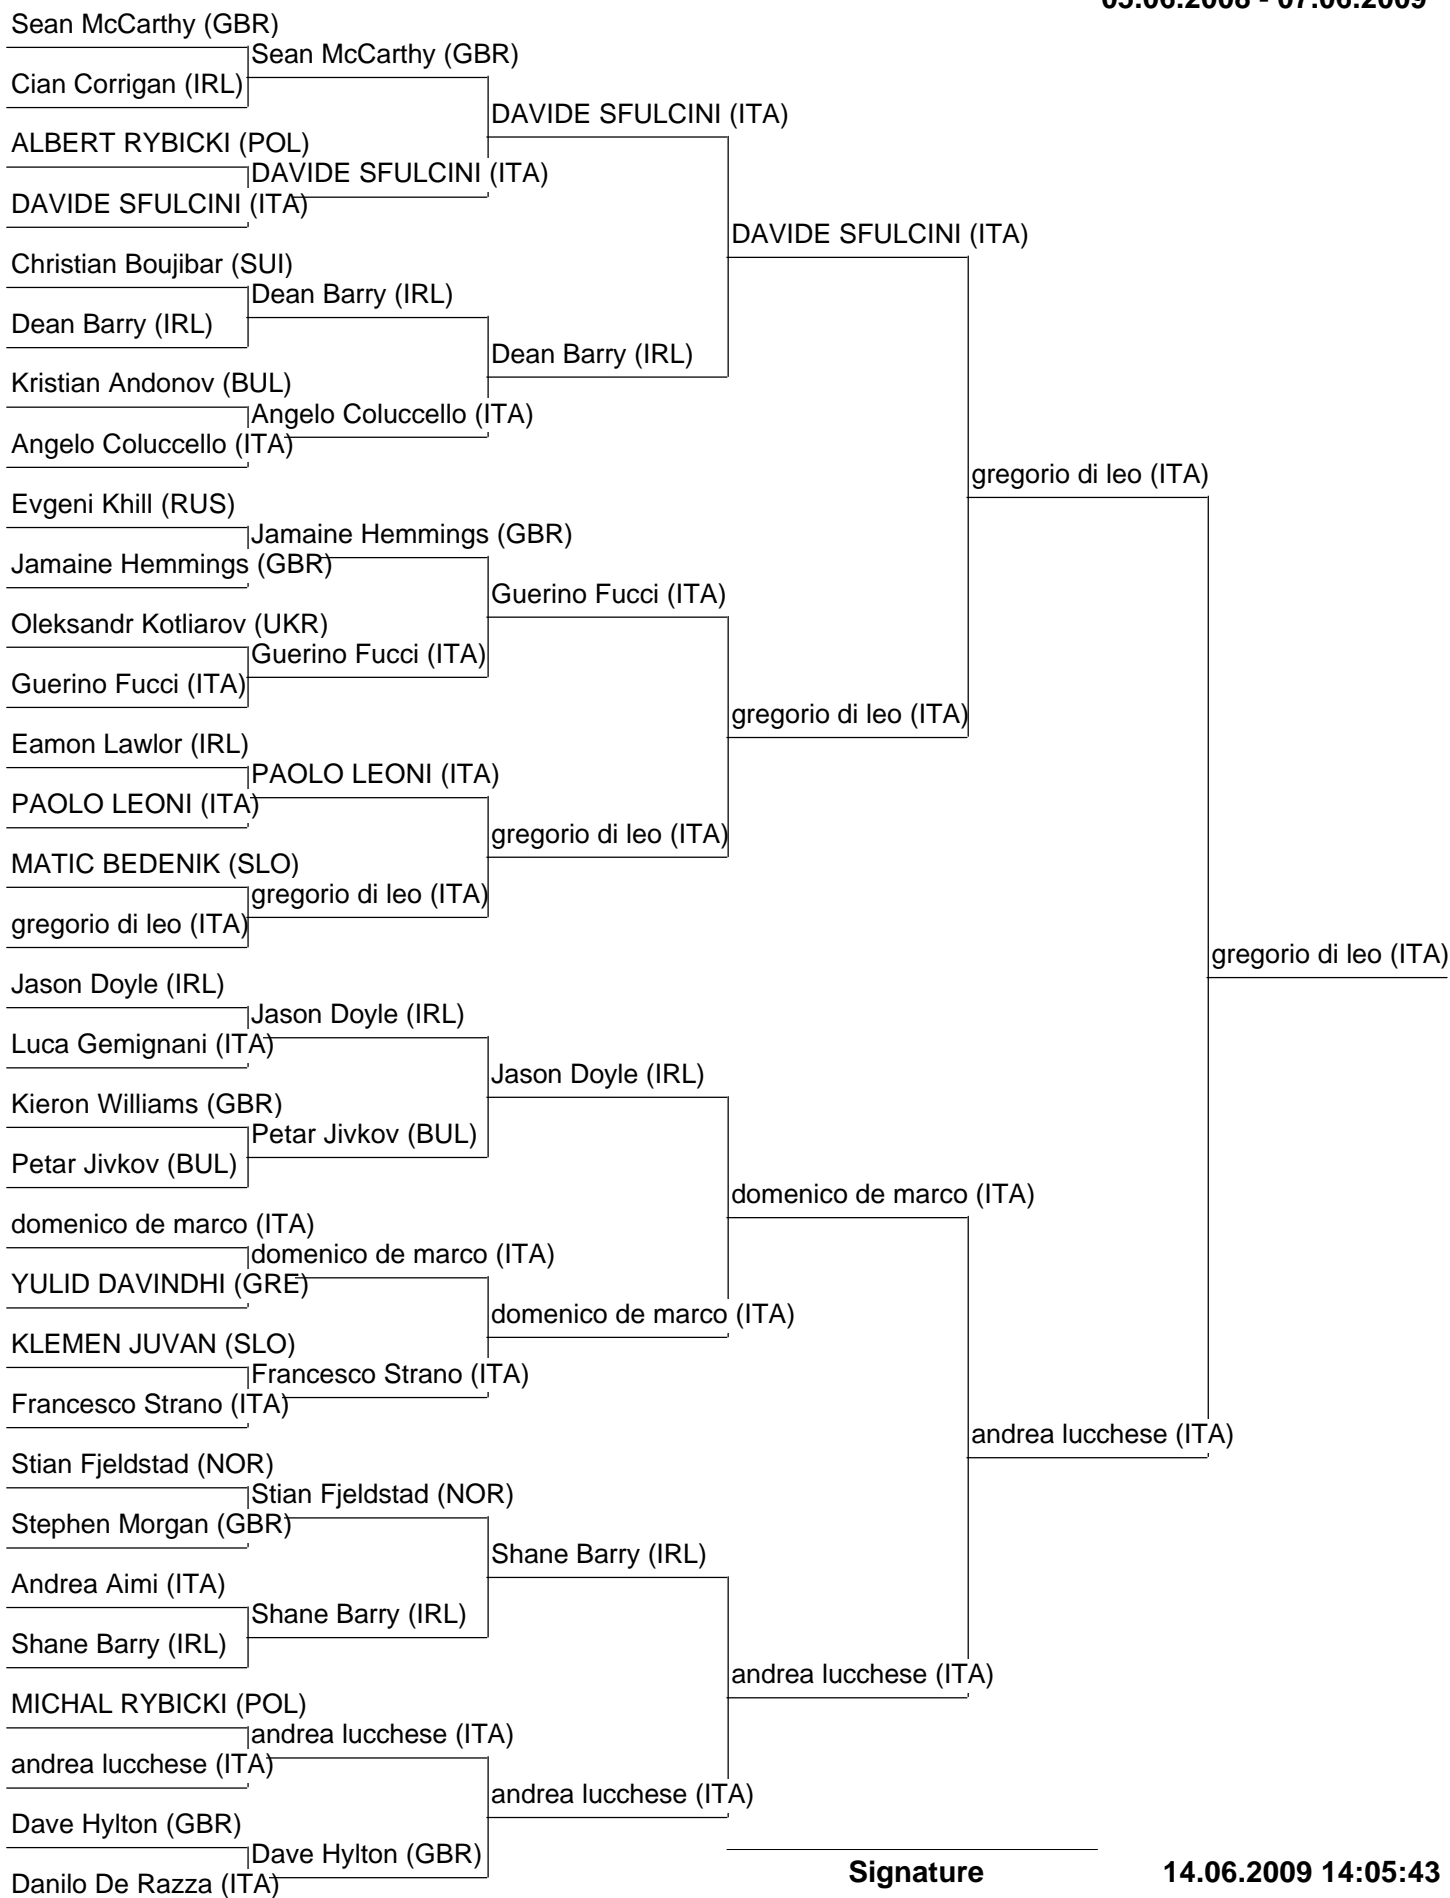 05.06.2008 - 07.06.2009
Sean McCarthy (GBR)
Sean McCarthy (GBR)
Cian Corrigan (IRL)
DAVIDE SFULCINI (ITA)
ALBERT RYBICKI (POL)
DAVIDE SFULCINI (ITA)
DAVIDE SFULCINI (ITA)
DAVIDE SFULCINI (ITA)
Christian Boujibar (SUI)
Dean Barry (IRL)
Dean Barry (IRL)
Dean Barry (IRL)
Kristian Andonov (BUL)
Angelo Coluccello (ITA)
Angelo Coluccello (ITA)
gregorio di leo (ITA)
Evgeni Khill (RUS)
Jamaine Hemmings (GBR)
Jamaine Hemmings (GBR)
Guerino Fucci (ITA)
Oleksandr Kotliarov (UKR)
Guerino Fucci (ITA)
Guerino Fucci (ITA)
gregorio di leo (ITA)
Eamon Lawlor (IRL)
PAOLO LEONI (ITA)
PAOLO LEONI (ITA)
gregorio di leo (ITA)
MATIC BEDENIK (SLO)
gregorio di leo (ITA)
gregorio di leo (ITA)
gregorio di leo (ITA)
Jason Doyle (IRL)
Jason Doyle (IRL)
Luca Gemignani (ITA)
Jason Doyle (IRL)
Kieron Williams (GBR)
Petar Jivkov (BUL)
Petar Jivkov (BUL)
domenico de marco (ITA)
domenico de marco (ITA)
domenico de marco (ITA)
YULID DAVINDHI (GRE)
domenico de marco (ITA)
KLEMEN JUVAN (SLO)
Francesco Strano (ITA)
Francesco Strano (ITA)
andrea lucchese (ITA)
Stian Fjeldstad (NOR)
Stian Fjeldstad (NOR)
Stephen Morgan (GBR)
Shane Barry (IRL)
Andrea Aimi (ITA)
Shane Barry (IRL)
Shane Barry (IRL)
andrea lucchese (ITA)
MICHAL RYBICKI (POL)
andrea lucchese (ITA)
andrea lucchese (ITA)
andrea lucchese (ITA)
Dave Hylton (GBR)
Dave Hylton (GBR)
Danilo De Razza (ITA)
Signature 14.06.2009 14:05:43